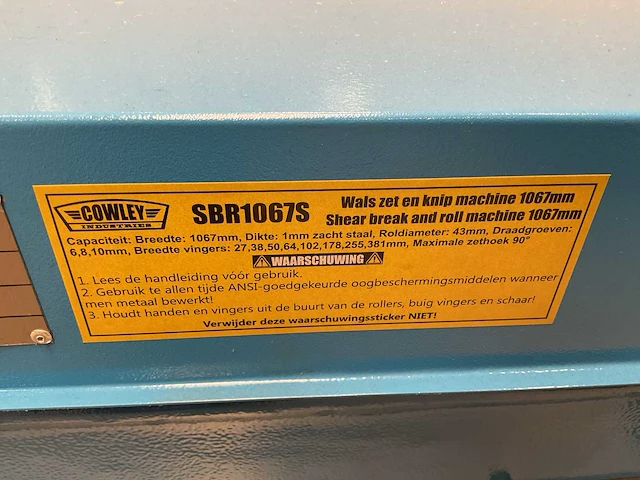 COWLEY
INDUSTRIES
SBR1067S
Wals zet en knip machine 1067mm
Shear break and roll machine 1067mm
Capaciteit: Breedte: 1067mm, Dikte: 1mm zacht staal, Roldiameter: 43mm, Draadgroeven:
6,8,10mm, Breedte vingers: 27,38,50,64,102,178,255,381mm, Maximale zethoek 90°
WAARSCHUWING
1. Lees de handleiding vóór gebruik.
2. Gebruik te allen tijde ANSI-goedgekeurde oogbeschermingsmiddelen wanneer
men metaal bewerkt!
3. Houdt handen en vingers uit de buurt van de rollers, buig vingers en schaar!
Verwijder deze waarschuwingssticker NIET!